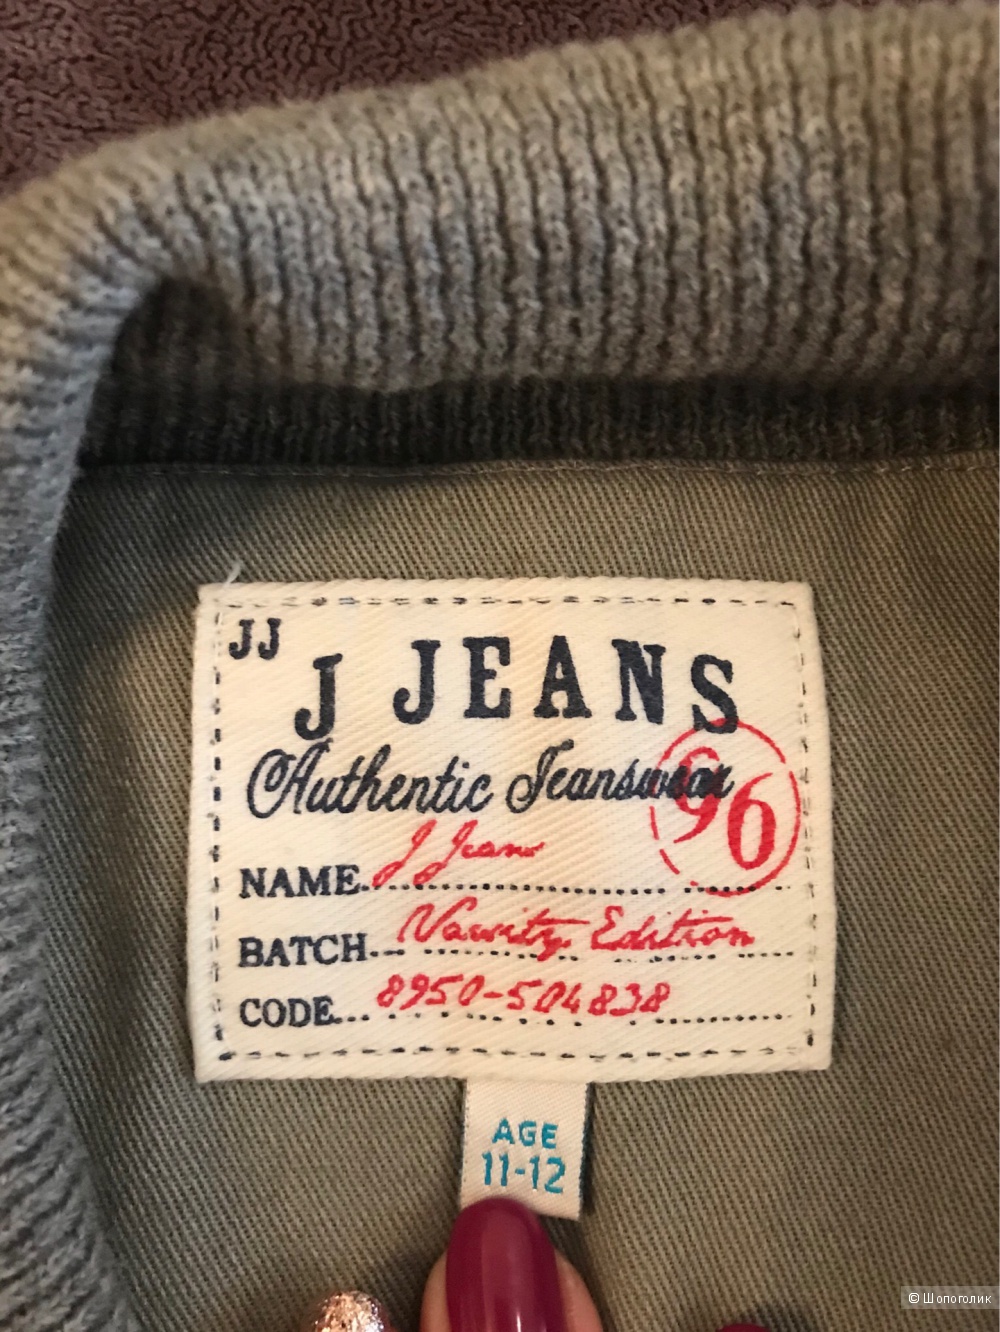 JJ
J JEANS
Authentic Jeanswear
96
NAME. J Jeans
BATCH... Varsity Edition
CODE... 8950-504838
AGE
11-12
© Шопоголик